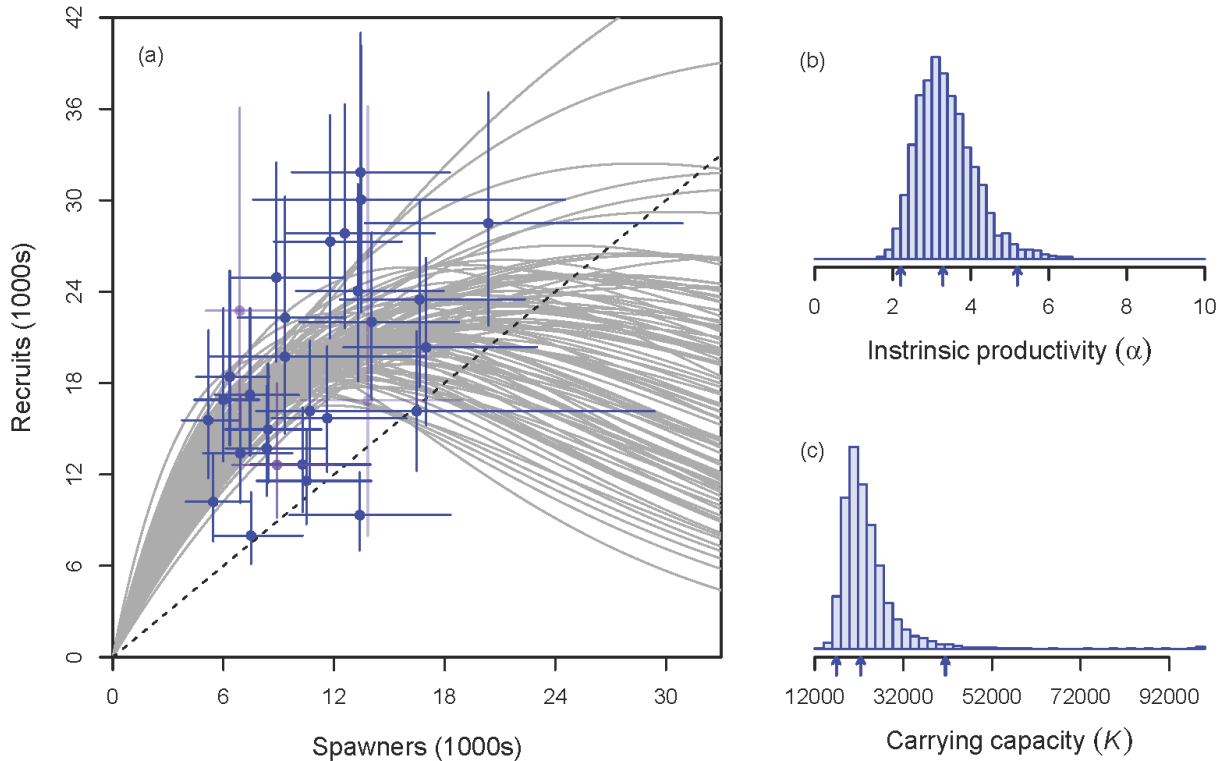 (a)
42
36
30
24
18
12
6
0
Recruits (1000s)
0 6 12 18 24 30
Spawners (1000s)
(b)
0 2 4 6 8 10
Instrinsic productivity (α)
(c)
12000 32000 52000 72000 92000
Carrying capacity (K)